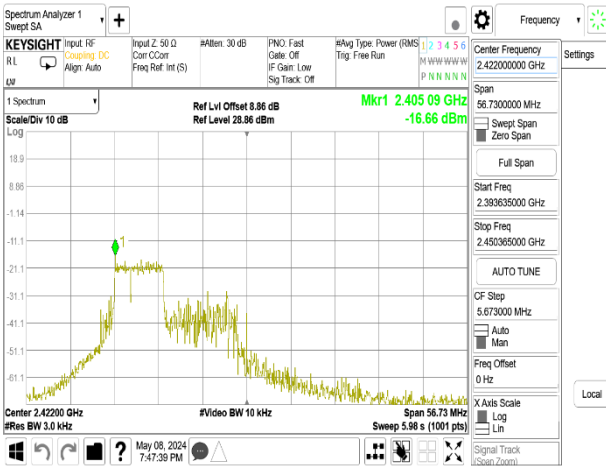 Spectrum Analyzer 1
Swept SA
+
Frequency
KEYSIGHT
RL
Input: RF
Coupling: DC
Align: Auto
Input Z: 50 Ω
Corr CCorr
Freq Ref: Int (S)
#Atten: 30 dB
PNO: Fast
Gate: Off
IF Gain: Low
Sig Track: Off
#Avg Type: Power (RMS
Trig: Free Run
1 2 3 4 5 6
M W W W W W
P N N N N N
1 Spectrum
Scale/Div 10 dB
Log
Ref Lvl Offset 8.86 dB
Ref Level 28.86 dBm
Mkr1 2.405 09 GHz
-16.66 dBm
18.9
8.86
-1.14
-11.1
-21.1
-31.1
-41.1
-51.1
-61.1
1
Center 2.42200 GHz
#Res BW 3.0 kHz
#Video BW 10 kHz
Span 56.73 MHz
Sweep 5.98 s (1001 pts)
May 08, 2024
7:47:39 PM
?
Center Frequency
2.422000000 GHz
Span
56.7300000 MHz
Swept Span
Zero Span
Full Span
Start Freq
2.393635000 GHz
Stop Freq
2.450365000 GHz
AUTO TUNE
CF Step
5.673000 MHz
Auto
Man
Freq Offset
0 Hz
X Axis Scale
Log
Lin
Signal Track
(Span Zoom)
Settings
Local